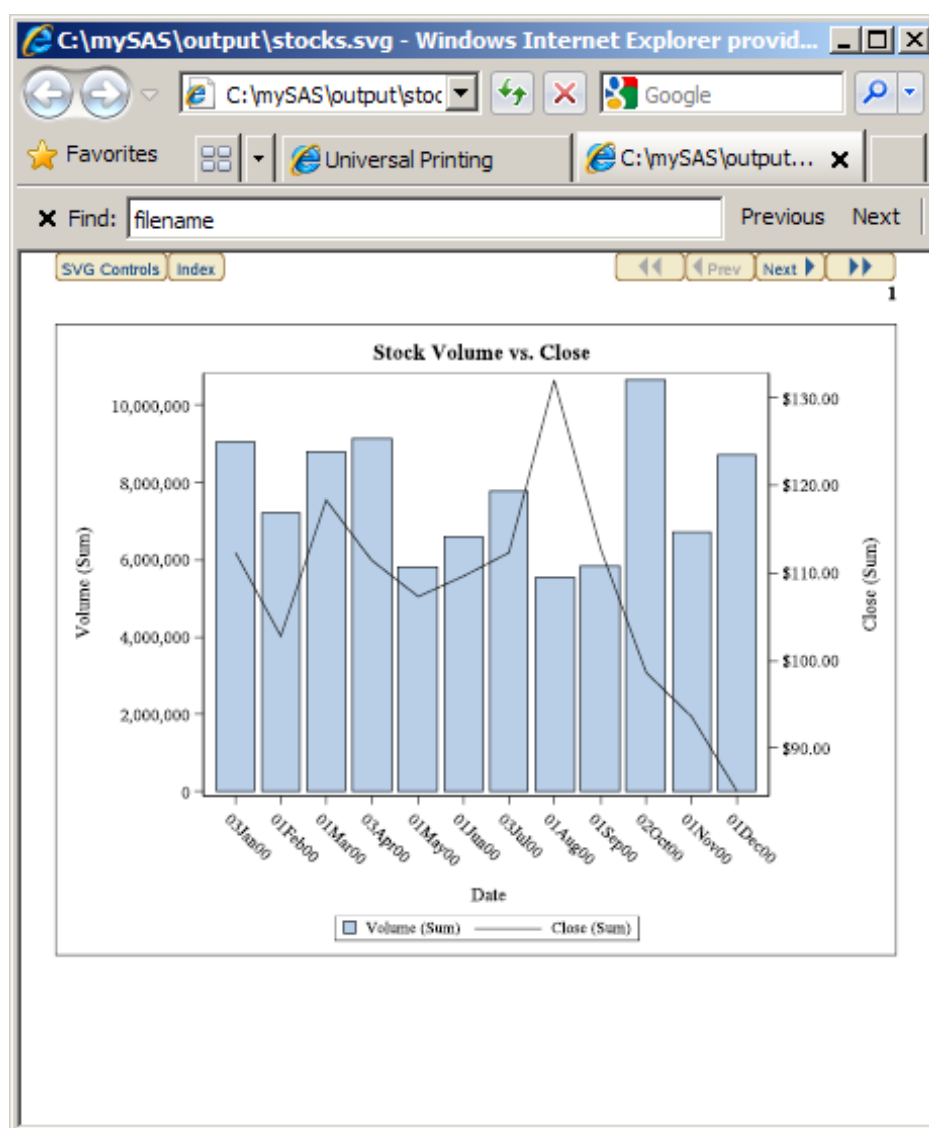 C:\mySAS\output\stocks.svg - Windows Internet Explorer provid...
C:\mySAS\output\stoc
Google
Favorites
Universal Printing
C:\mySAS\output...
Find: filename
Previous Next
SVG Controls Index
Prev Next
1
Stock Volume vs. Close
10,000,000
8,000,000
6,000,000
4,000,000
2,000,000
0
Volume (Sum)
$130.00
$120.00
$110.00
$100.00
$90.00
Close (Sum)
03Jan00 01Feb00 01Mar00 03Apr00 01May00 01Jun00 03Jul00 01Aug00 01Sep00 02Oct00 01Nov00 01Dec00
Date
Volume (Sum) Close (Sum)